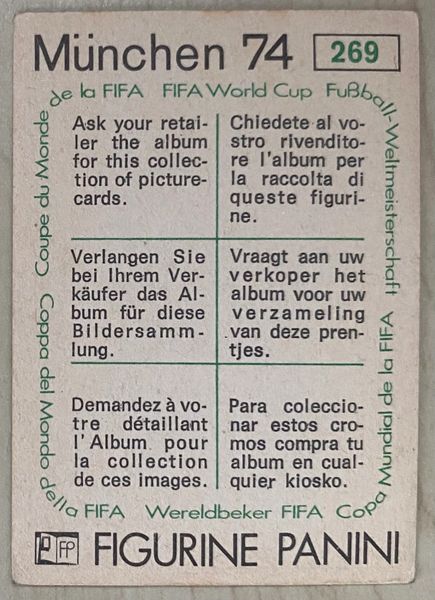 München 74 269
Coupe du Monde de la FIFA FIFA World Cup Fußball-Weltmeisterschaft
Ask your retai-
ler the album
for this collec-
tion of picture-
cards.
Chiedete al vo-
stro rivendito-
re l'album per
la raccolta di
queste figuri-
ne.
Verlangen Sie
bei Ihrem Ver-
käufer das Al-
bum für diese
Bildersamm-
lung.
Vraagt aan uw
verkoper het
album voor uw
verzameling
van deze pren-
tjes.
Demandez à vo-
tre détaillant
l'Album pour
la collection
de ces images.
Para coleccio-
nar estos cro-
mos compra tu
album en cual-
quier kiosko.
Coppa del Mondo della FIFA Wereldbeker FIFA Copa Mundial de la FIFA
FP FIGURINE PANINI